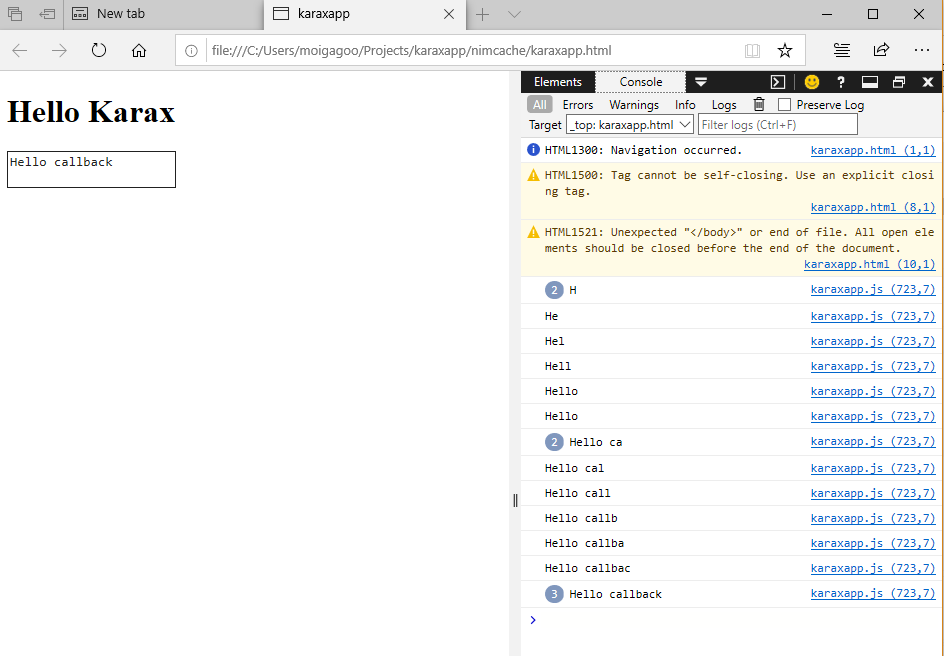 New tab
karaxapp
file:///C:/Users/moigagoo/Projects/karaxapp/nimcache/karaxapp.html
Hello Karax
Hello callback
Elements Console
?
All Errors Warnings Info Logs Preserve Log
Target _top: karaxapp.html Filter logs (Ctrl+F)
HTML1300: Navigation occurred. karaxapp.html (1,1)
HTML1500: Tag cannot be self-closing. Use an explicit closi
ng tag.
karaxapp.html (8,1)
HTML1521: Unexpected "</body>" or end of file. All open ele
ments should be closed before the end of the document.
karaxapp.html (10,1)
2 H karaxapp.js (723,7)
He karaxapp.js (723,7)
Hel karaxapp.js (723,7)
Hell karaxapp.js (723,7)
Hello karaxapp.js (723,7)
Hello karaxapp.js (723,7)
2 Hello ca karaxapp.js (723,7)
Hello cal karaxapp.js (723,7)
Hello call karaxapp.js (723,7)
Hello callb karaxapp.js (723,7)
Hello callba karaxapp.js (723,7)
Hello callbac karaxapp.js (723,7)
3 Hello callback karaxapp.js (723,7)